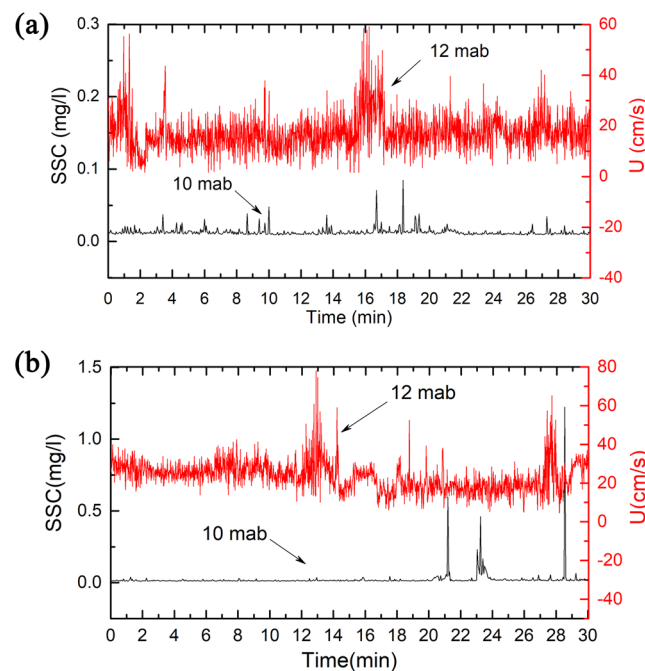 (a)
0.3
0.2
0.1
0.0
SSC (mg/l)
60
40
20
0
-20
-40
U (cm/s)
12 mab
10 mab
0 2 4 6 8 10 12 14 16 18 20 22 24 26 28 30
Time (min)
(b)
1.5
1.0
0.5
0.0
SSC(mg/l)
80
60
40
20
0
-20
-40
U(cm/s)
12 mab
10 mab
0 2 4 6 8 10 12 14 16 18 20 22 24 26 28 30
Time(min)